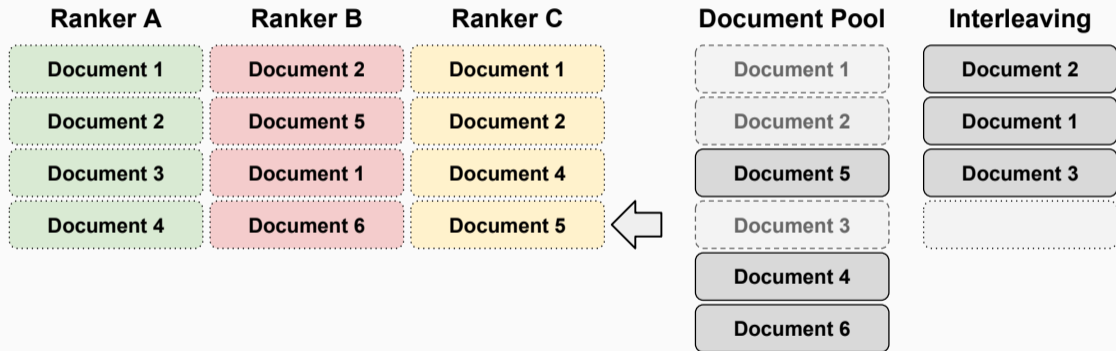 Ranker A Ranker B Ranker C Document Pool Interleaving
Document 1 Document 2 Document 1 Document 1 Document 2
Document 2 Document 5 Document 2 Document 2 Document 1
Document 3 Document 1 Document 4 Document 5 Document 3
Document 4 Document 6 Document 5 Document 3
Document 4
Document 6